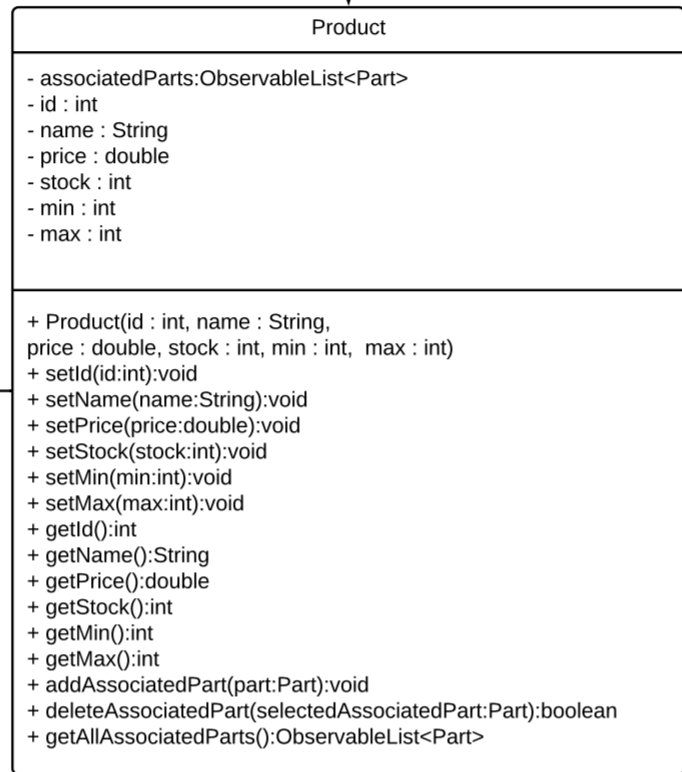 Product
- associatedParts:ObservableList<Part>
- id : int
- name : String
- price : double
- stock : int
- min : int
- max : int
+ Product(id : int, name : String,
price : double, stock : int, min : int,  max : int)
+ setId(id:int):void
+ setName(name:String):void
+ setPrice(price:double):void
+ setStock(stock:int):void
+ setMin(min:int):void
+ setMax(max:int):void
+ getId():int
+ getName():String
+ getPrice():double
+ getStock():int
+ getMin():int
+ getMax():int
+ addAssociatedPart(part:Part):void
+ deleteAssociatedPart(selectedAssociatedPart:Part):boolean
+ getAllAssociatedParts():ObservableList<Part>